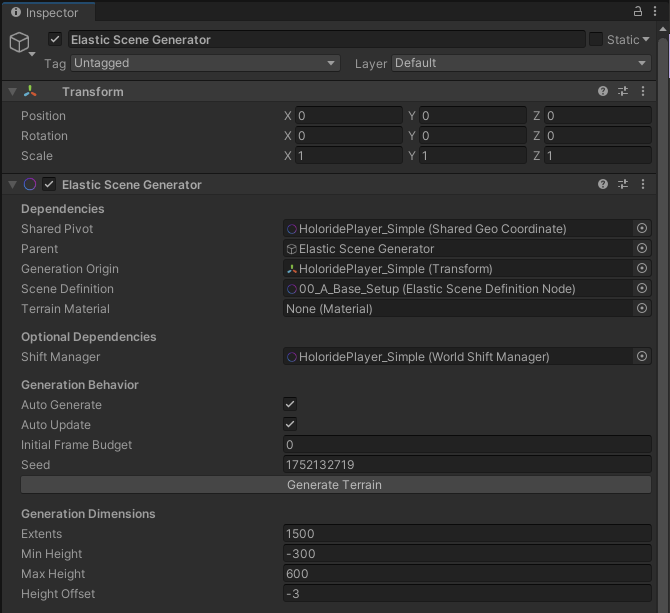 Inspector
Elastic Scene Generator Static
Tag Untagged Layer Default
Transform
Position X 0 Y 0 Z 0
Rotation X 0 Y 0 Z 0
Scale X 1 Y 1 Z 1
Elastic Scene Generator
Dependencies
Shared Pivot HoloridePlayer_Simple (Shared Geo Coordinate)
Parent Elastic Scene Generator
Generation Origin HoloridePlayer_Simple (Transform)
Scene Definition 00_A_Base_Setup (Elastic Scene Definition Node)
Terrain Material None (Material)
Optional Dependencies
Shift Manager HoloridePlayer_Simple (World Shift Manager)
Generation Behavior
Auto Generate
Auto Update
Initial Frame Budget 0
Seed 1752132719
Generate Terrain
Generation Dimensions
Extents 1500
Min Height -300
Max Height 600
Height Offset -3